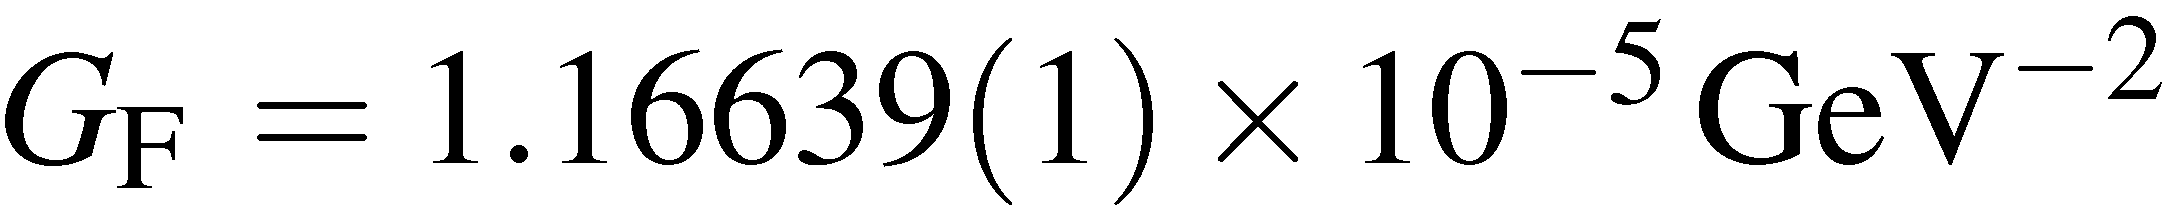 G_F = 1.16639(1) × 10^{−5} GeV^{−2}